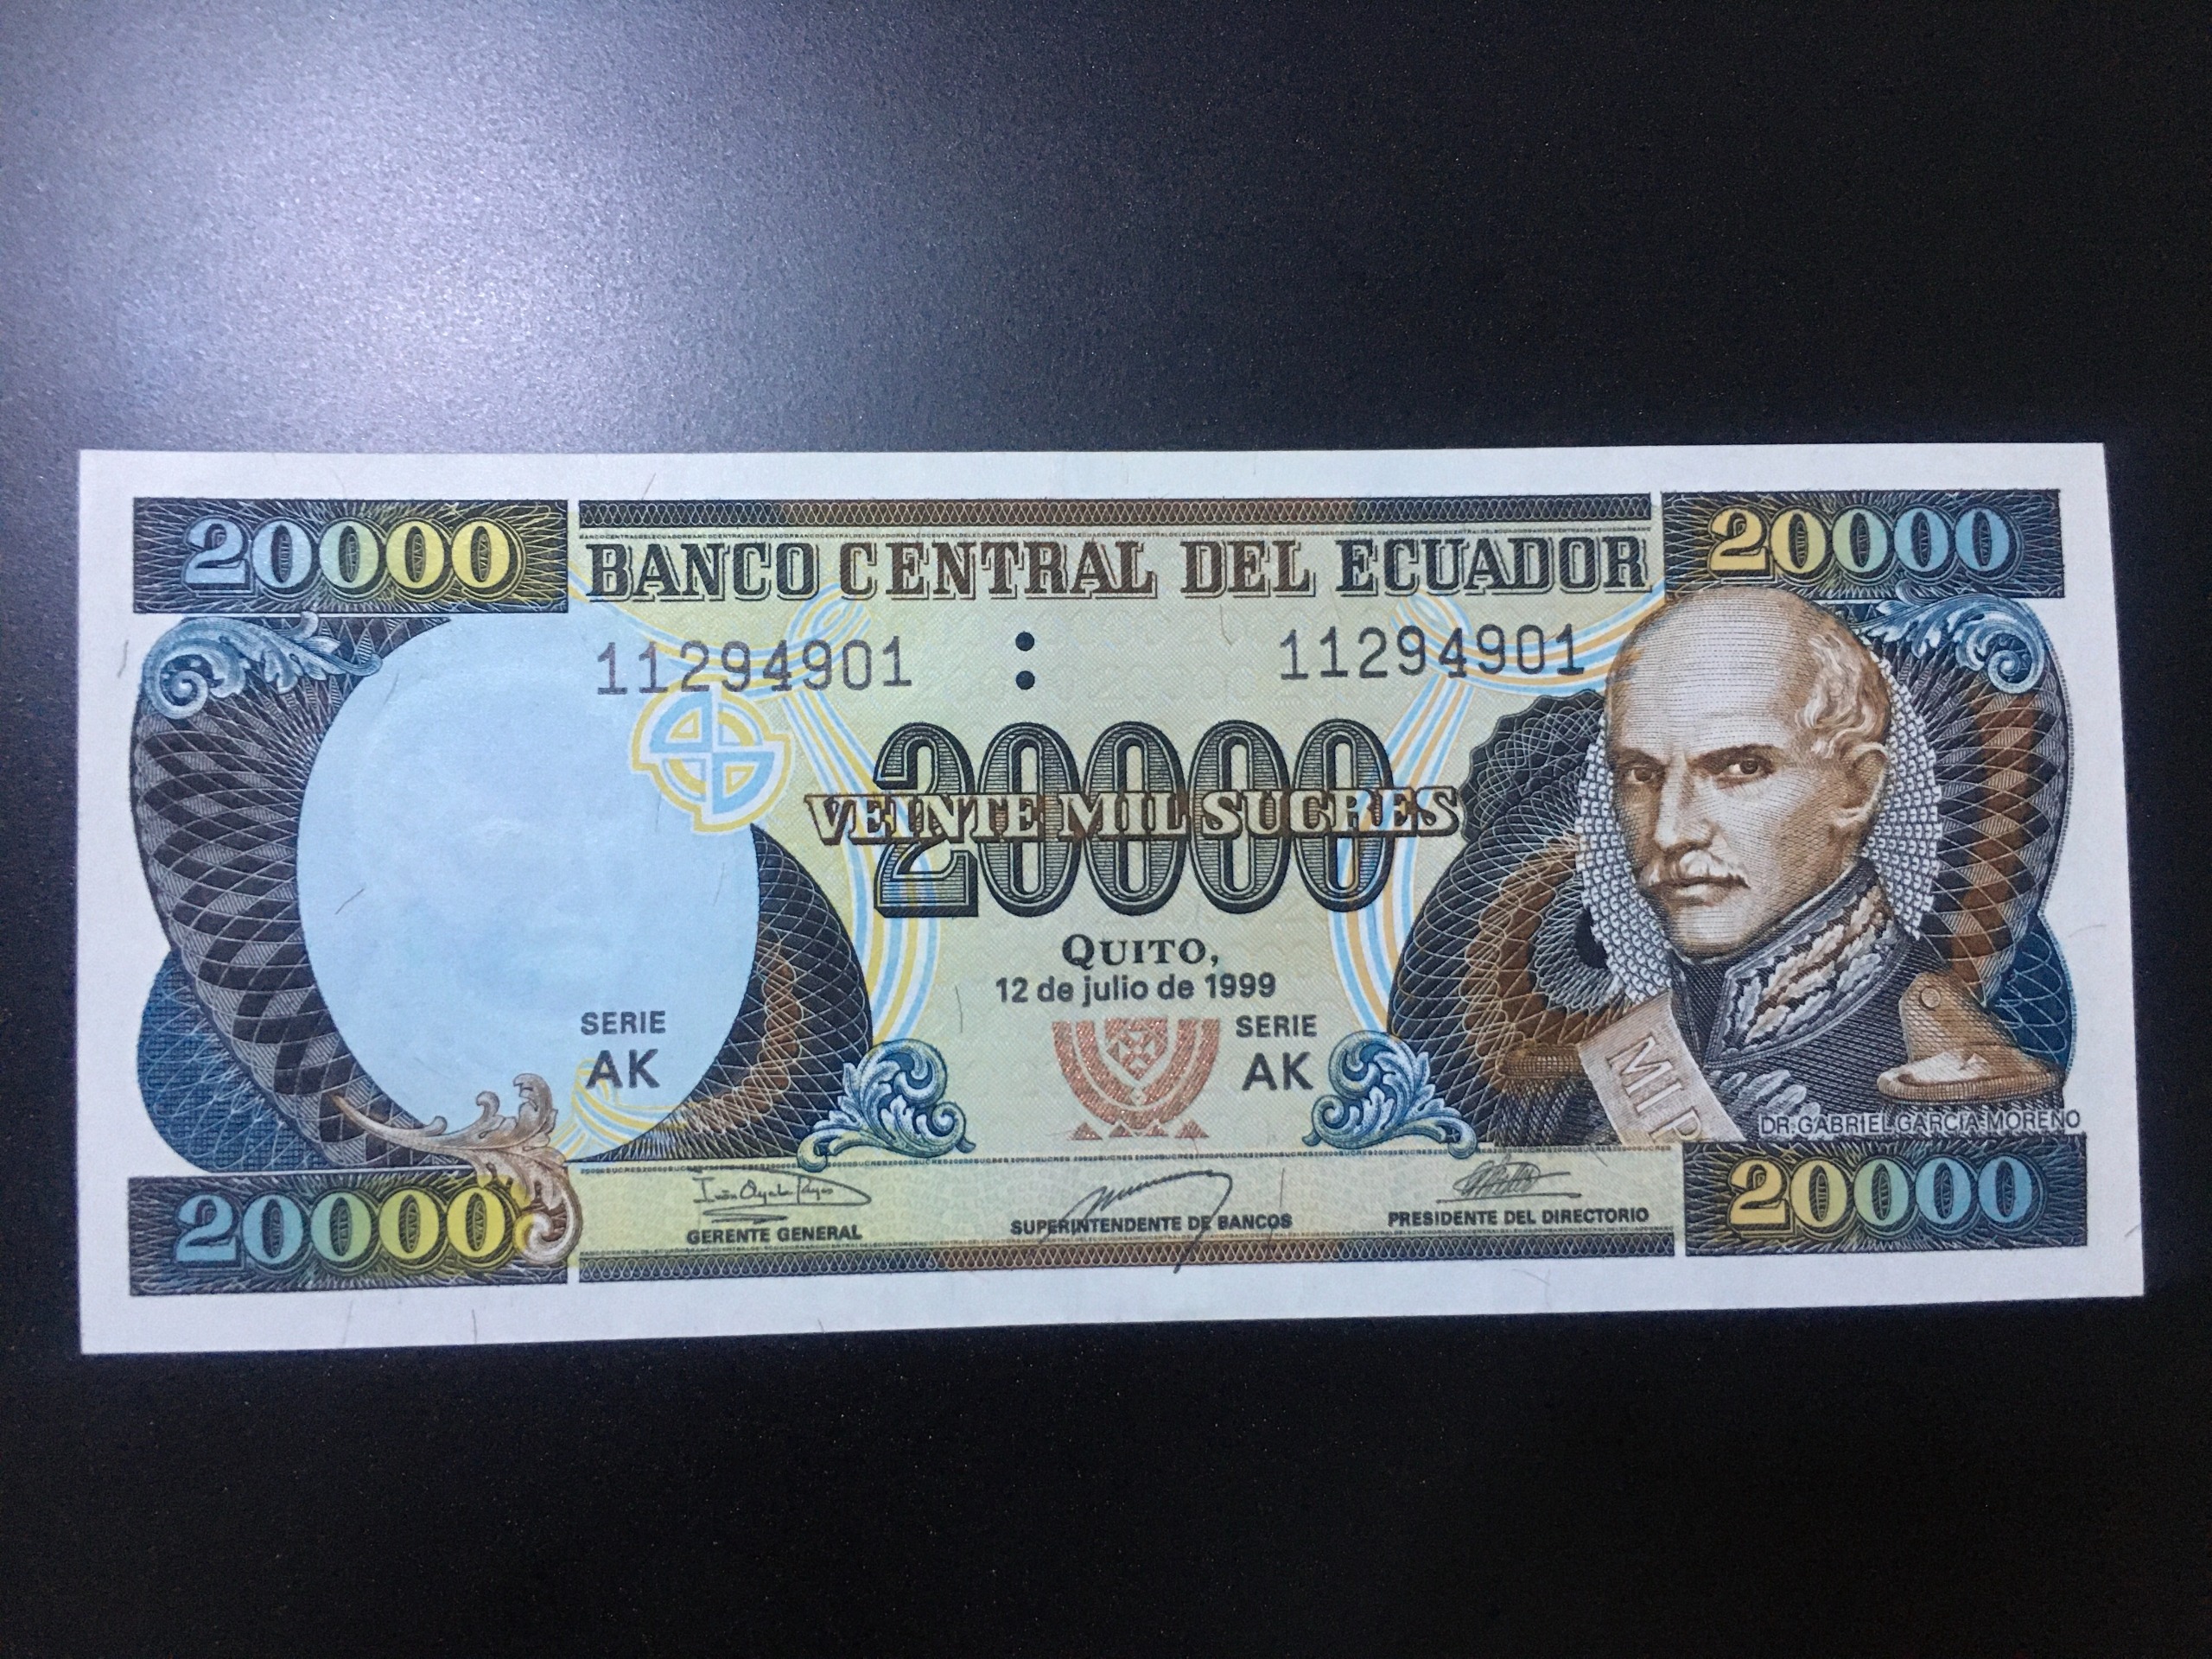 20000
BANCO CENTRAL DEL ECUADOR
20000
11294901
11294901
20000
VEINTE MIL SUCRES
QUITO,
12 de julio de 1999
SERIE
AK
SERIE
AK
MI P
DR. GABRIEL GARCIA MORENO
20000
GERENTE GENERAL
SUPERINTENDENTE DE BANCOS
PRESIDENTE DEL DIRECTORIO
20000